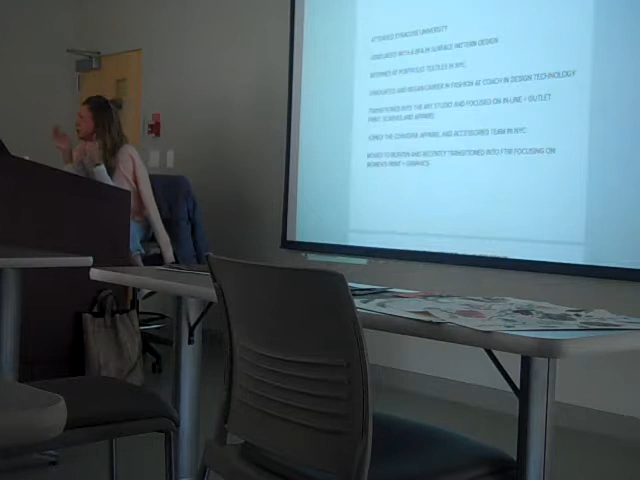 ATTENDED SYRACUSE UNIVERSITY
GRADUATED WITH A BFA IN SURFACE PATTERN DESIGN
INTERNED AT PORTFOLIO TEXTILES IN NYC
GRADUATED AND BEGAN CAREER IN FASHION AT COACH IN DESIGN TECHNOLOGY
TRANSITIONED INTO THE ART STUDIO AND FOCUSED ON IN-LINE + OUTLET
PRINT, SCARVES AND APPAREL
JOINED THE CONVERSE APPAREL AND ACCESSORIES TEAM IN NYC
MOVED TO BOSTON AND RECENTLY TRANSITIONED INTO FTW FOCUSING ON
WOMEN'S PRINT + GRAPHICS